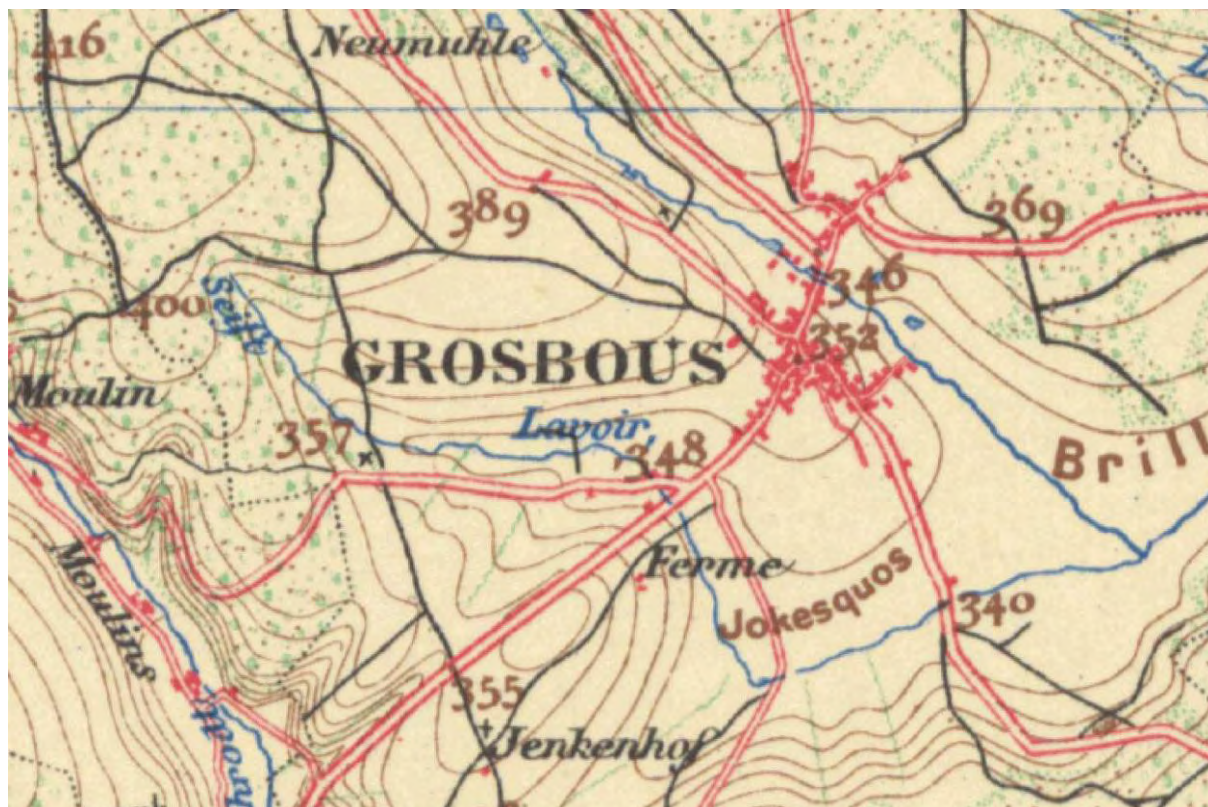 416
Neumuhle
389
369
346
400
Seift
GROSBOUS
352
Moulin
Lavoir
357
348
Brill
Ferme
Moulins
Jokesquos
340
355
Jenkenhof